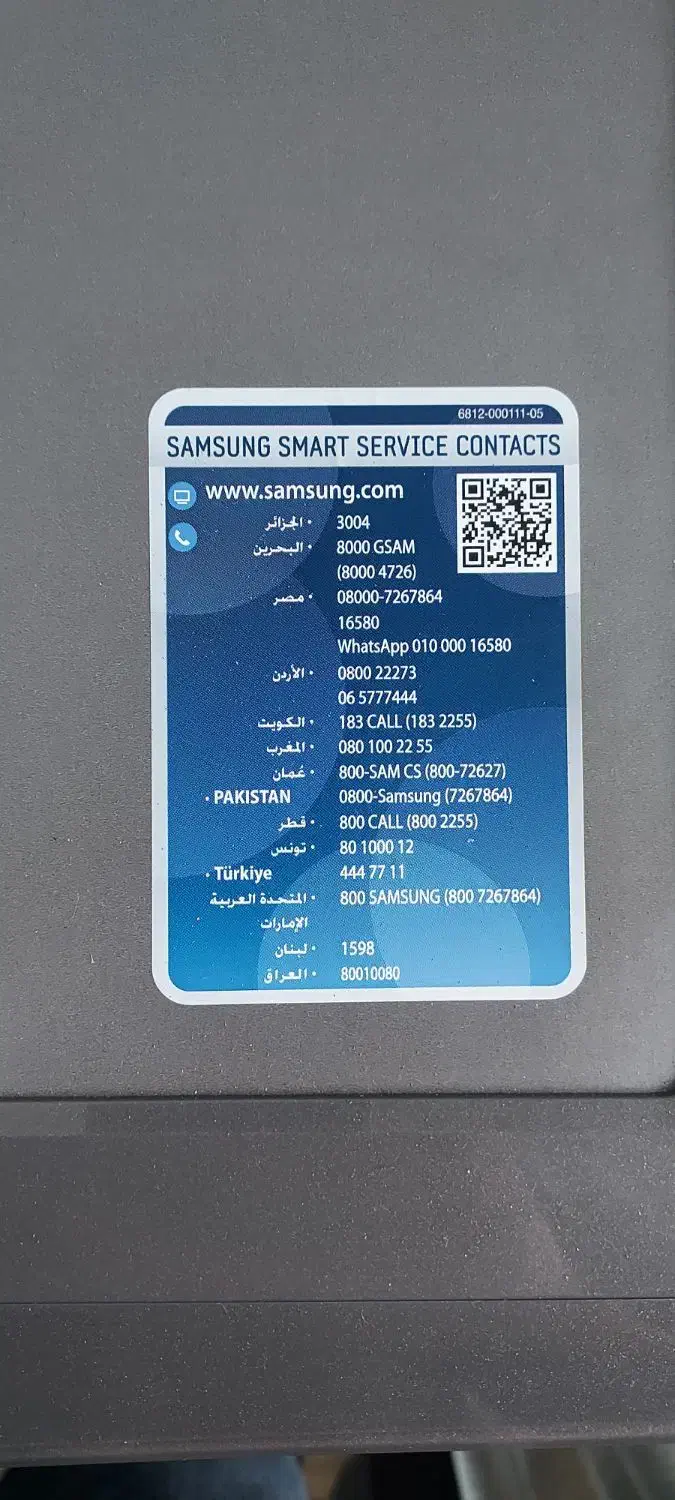 6812-000111-05
SAMSUNG SMART SERVICE CONTACTS
www.samsung.com
• الجزائر 3004
• البحرين 8000 GSAM
(8000 4726)
• مصر 08000-7267864
16580
WhatsApp 010 000 16580
• الأردن 0800 22273
06 5777444
• الكويت 183 CALL (183 2255)
• المغرب 080 100 22 55
• عُمان 800-SAM CS (800-72627)
• PAKISTAN 0800-Samsung (7267864)
• قطر 800 CALL (800 2255)
• تونس 80 1000 12
• Türkiye 444 77 11
• المتحدة العربية 800 SAMSUNG (800 7267864)
الإمارات
• لبنان 1598
• العراق 80010080